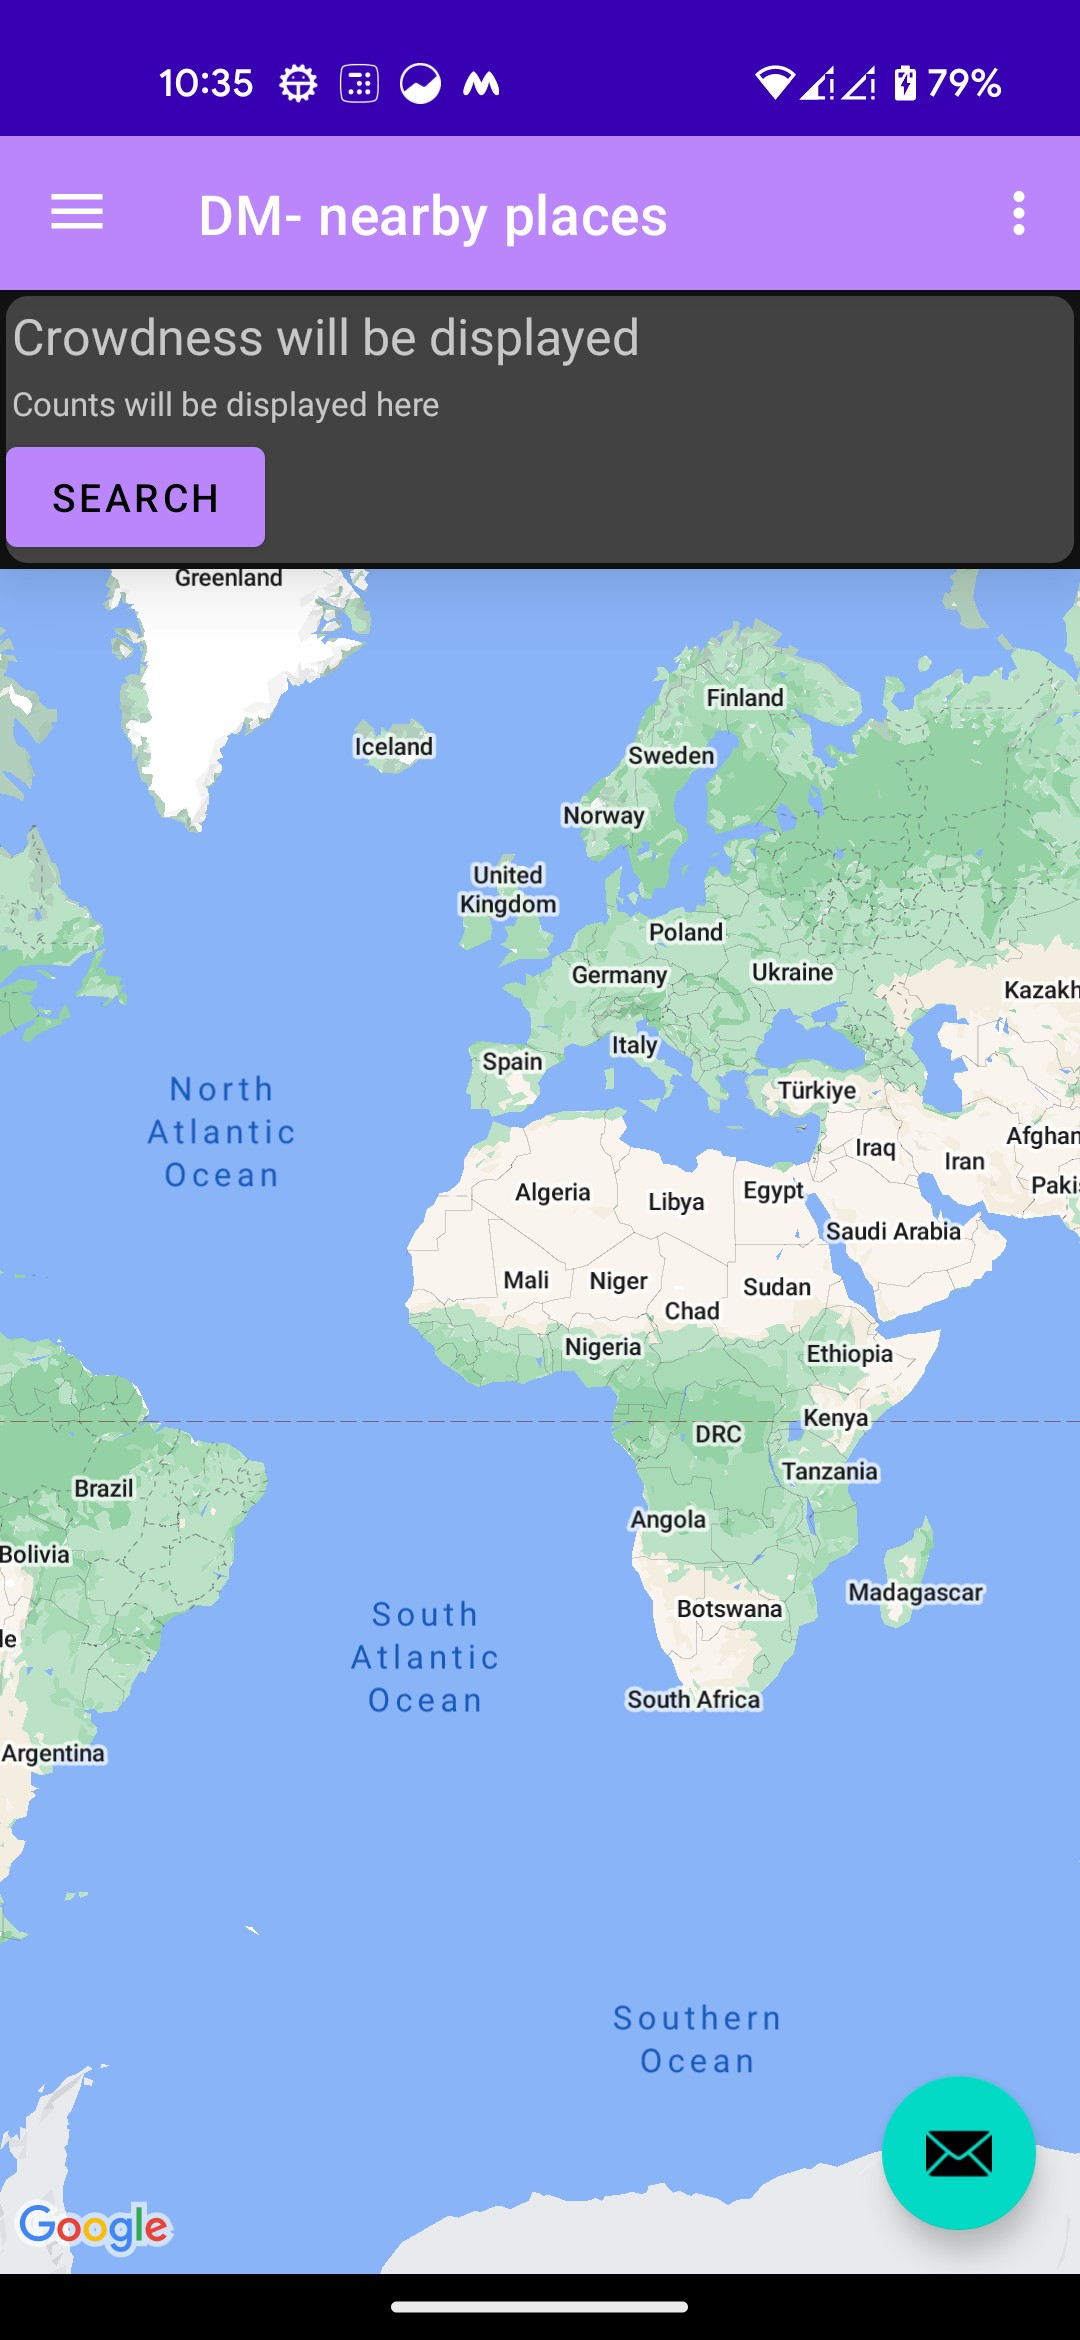 10:35
79%
DM- nearby places
Crowdness will be displayed
Counts will be displayed here
SEARCH
Greenland
Finland
Iceland
Sweden
Norway
United
Kingdom
Poland
Germany
Ukraine
Kazakh
Italy
Spain
Türkiye
North
Atlantic
Ocean
Afghan
Iraq
Iran
Paki
Algeria
Libya
Egypt
Saudi Arabia
Mali
Niger
Sudan
Chad
Nigeria
Ethiopia
Kenya
DRC
Tanzania
Brazil
Angola
Bolivia
Madagascar
Botswana
South
Atlantic
Ocean
le
South Africa
Argentina
Southern
Ocean
Google